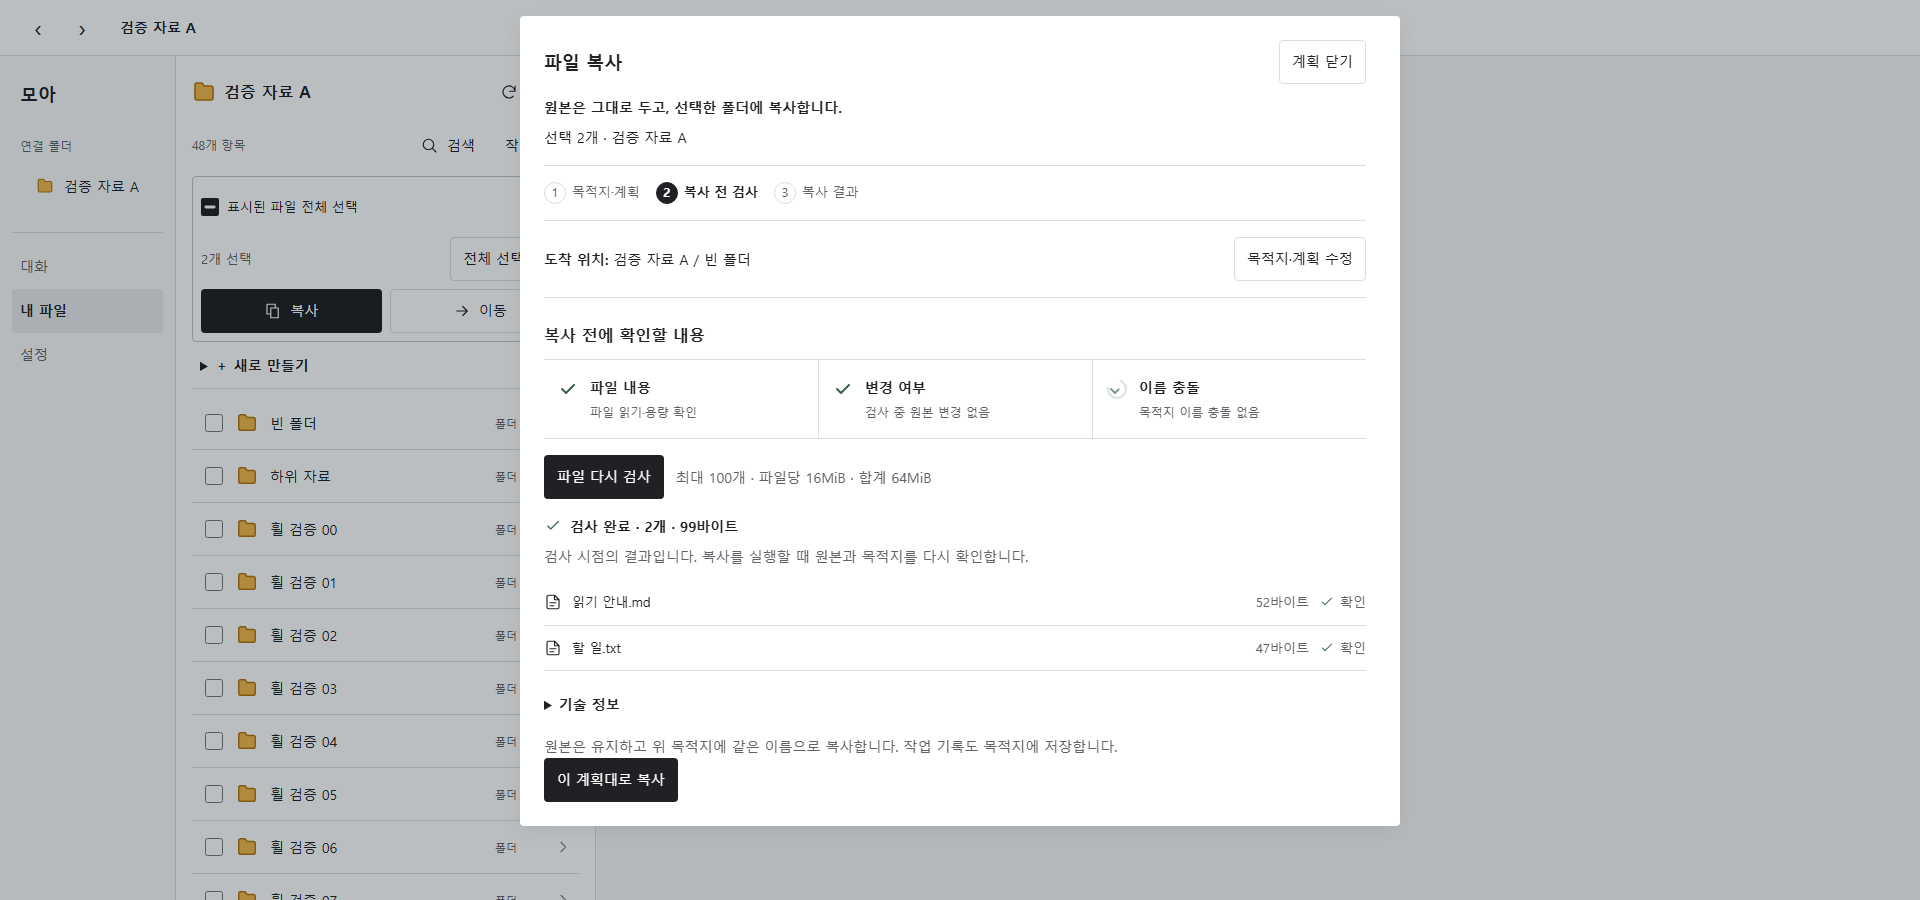 검증 자료 A
모아
연결 폴더
검증 자료 A
대화
내 파일
설정
검증 자료 A
48개 항목
검색
작
표시된 파일 전체 선택
2개 선택
전체 선택
복사
이동
+ 새로 만들기
빈 폴더 폴더
하위 자료 폴더
휠 검증 00 폴더
휠 검증 01 폴더
휠 검증 02 폴더
휠 검증 03 폴더
휠 검증 04 폴더
휠 검증 05 폴더
휠 검증 06 폴더
휠 검증 07 폴더
파일 복사
계획 닫기
원본은 그대로 두고, 선택한 폴더에 복사합니다.
선택 2개 · 검증 자료 A
1 목적지·계획 2 복사 전 검사 3 복사 결과
도착 위치: 검증 자료 A / 빈 폴더
목적지·계획 수정
복사 전에 확인할 내용
파일 내용
파일 읽기·용량 확인
변경 여부
검사 중 원본 변경 없음
이름 충돌
목적지 이름 충돌 없음
파일 다시 검사
최대 100개 · 파일당 16MiB · 합계 64MiB
검사 완료 · 2개 · 99바이트
검사 시점의 결과입니다. 복사를 실행할 때 원본과 목적지를 다시 확인합니다.
읽기 안내.md 52바이트 확인
할 일.txt 47바이트 확인
기술 정보
원본은 유지하고 위 목적지에 같은 이름으로 복사합니다. 작업 기록도 목적지에 저장합니다.
이 계획대로 복사